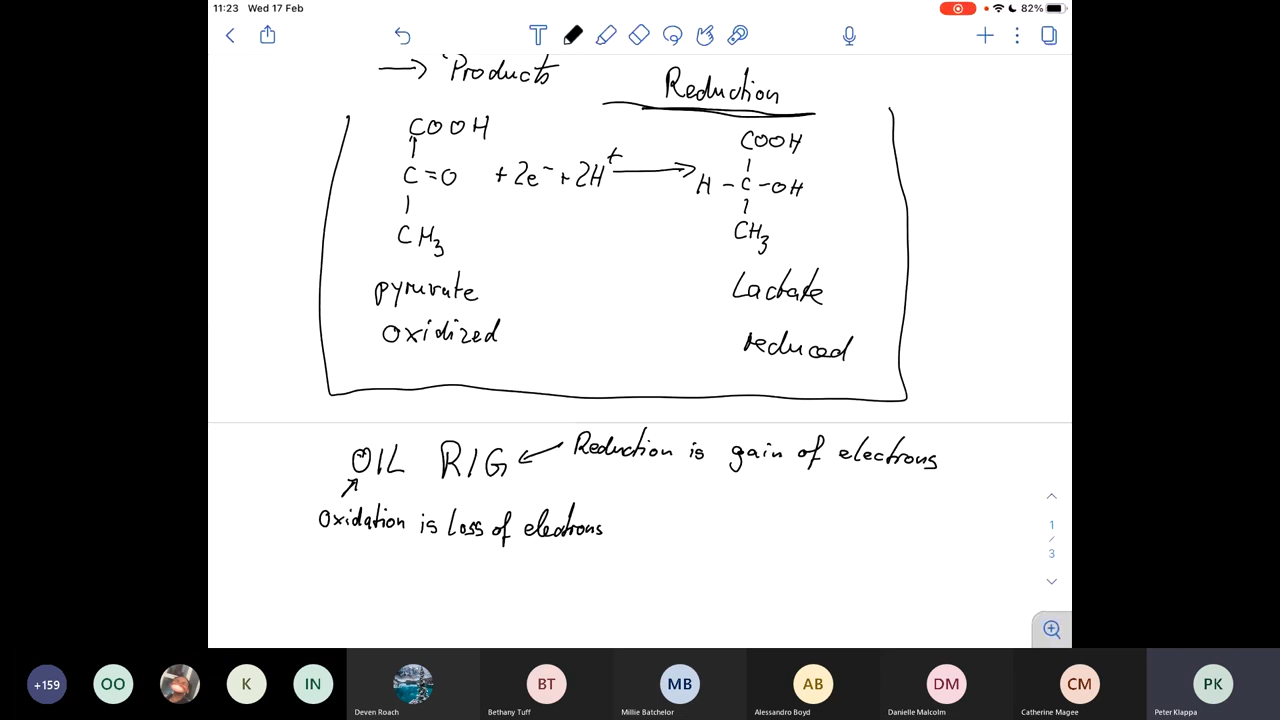 11:23 Wed 17 Feb
82%
T
→ Products
Reduction
COOH
C=O + 2e⁻ + 2H⁺ →
CH₃
pyruvate
oxidized
COOH
H - C - OH
CH₃
Lactate
reduced
OIL RIG ← Reduction is gain of electrons
Oxidation is Loss of electrons
1
/
3
+159
OO
K
IN
Deven Roach
BT
Bethany Tuff
MB
Millie Batchelor
AB
Alessandro Boyd
DM
Danielle Malcolm
CM
Catherine Magee
PK
Peter Klappa